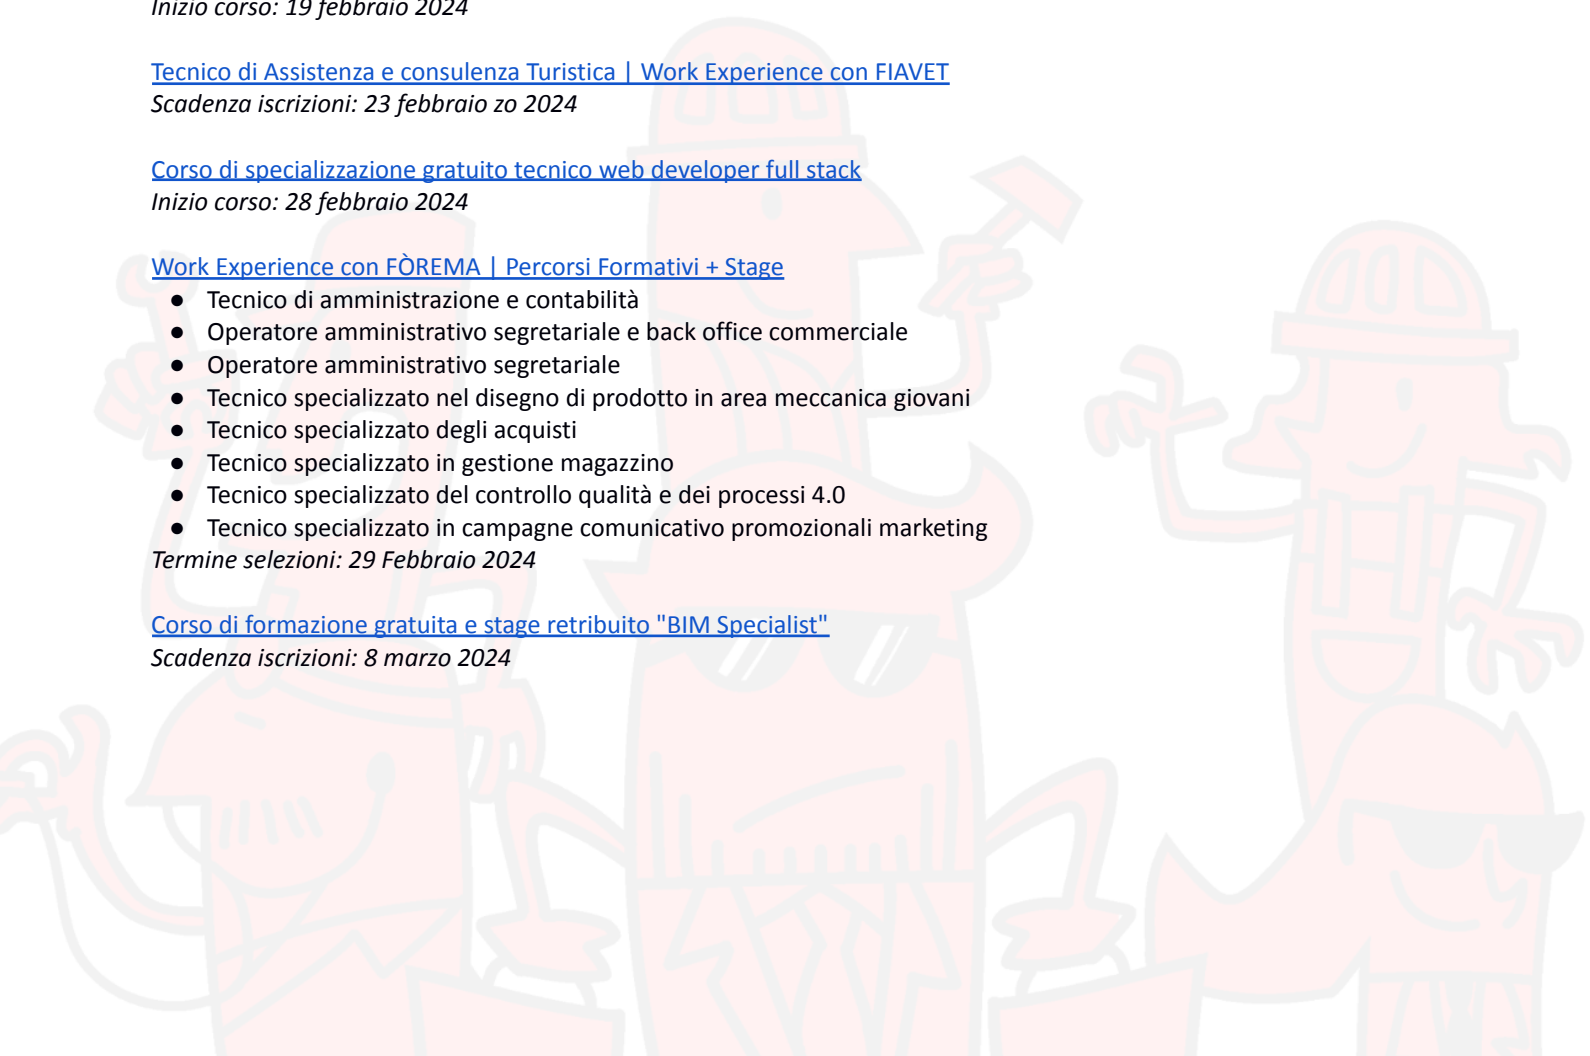 Inizio corso: 19 febbraio 2024
Tecnico di Assistenza e consulenza Turistica | Work Experience con FIAVET
Scadenza iscrizioni: 23 febbraio zo 2024
Corso di specializzazione gratuito tecnico web developer full stack
Inizio corso: 28 febbraio 2024
Work Experience con FÒREMA | Percorsi Formativi + Stage
● Tecnico di amministrazione e contabilità
● Operatore amministrativo segretariale e back office commerciale
● Operatore amministrativo segretariale
● Tecnico specializzato nel disegno di prodotto in area meccanica giovani
● Tecnico specializzato degli acquisti
● Tecnico specializzato in gestione magazzino
● Tecnico specializzato del controllo qualità e dei processi 4.0
● Tecnico specializzato in campagne comunicativo promozionali marketing
Termine selezioni: 29 Febbraio 2024
Corso di formazione gratuita e stage retribuito "BIM Specialist"
Scadenza iscrizioni: 8 marzo 2024